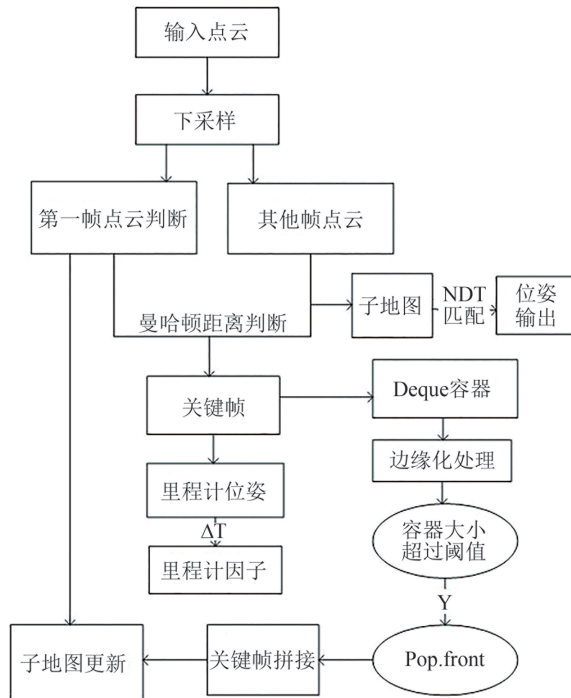 输入点云
下采样
第一帧点云判断
其他帧点云
曼哈顿距离判断
子地图
NDT
匹配
位姿
输出
关键帧
Deque容器
里程计位姿
边缘化处理
ΔT
里程计因子
容器大小
超过阈值
Y
子地图更新
关键帧拼接
Pop.front